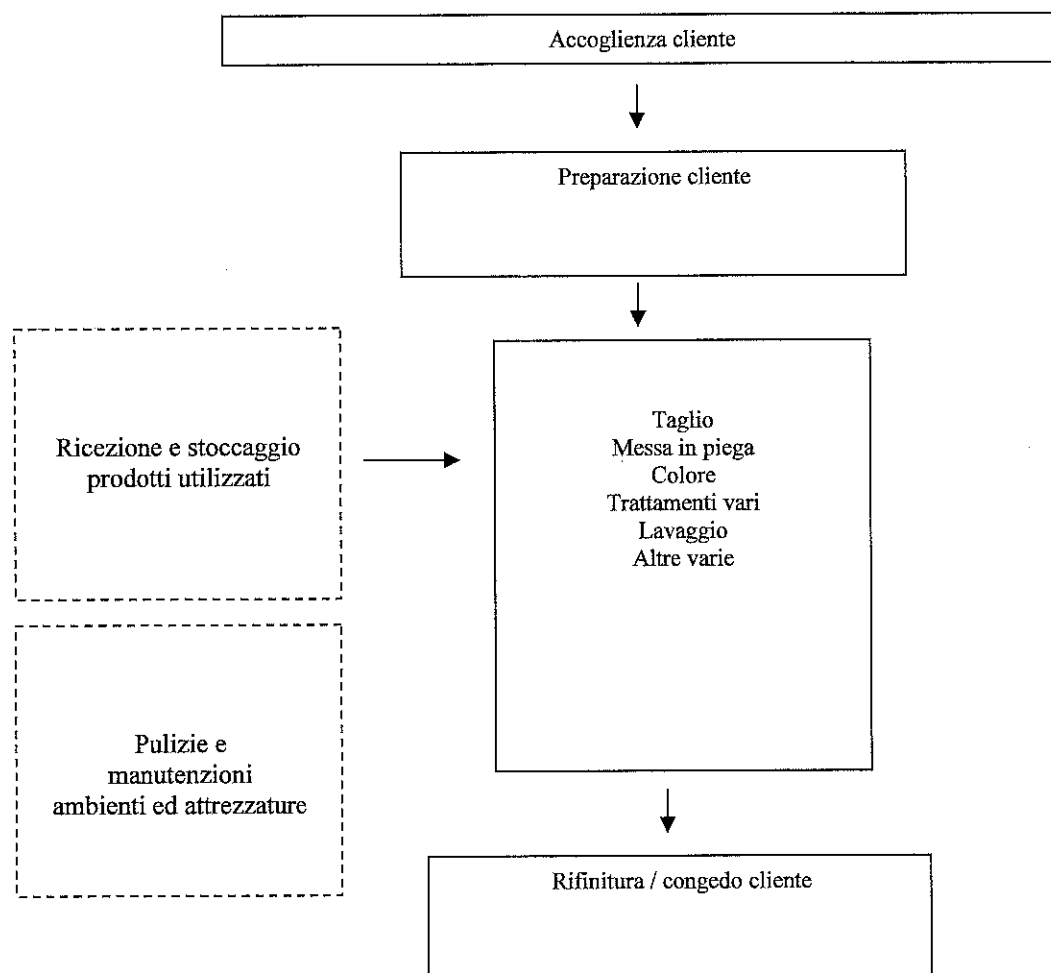 Accoglienza cliente
Preparazione cliente
Ricezione e stoccaggio
prodotti utilizzati
Taglio
Messa in piega
Colore
Trattamenti vari
Lavaggio
Altre varie
Pulizie e
manutenzioni
ambienti ed attrezzature
Rifinitura / congedo cliente